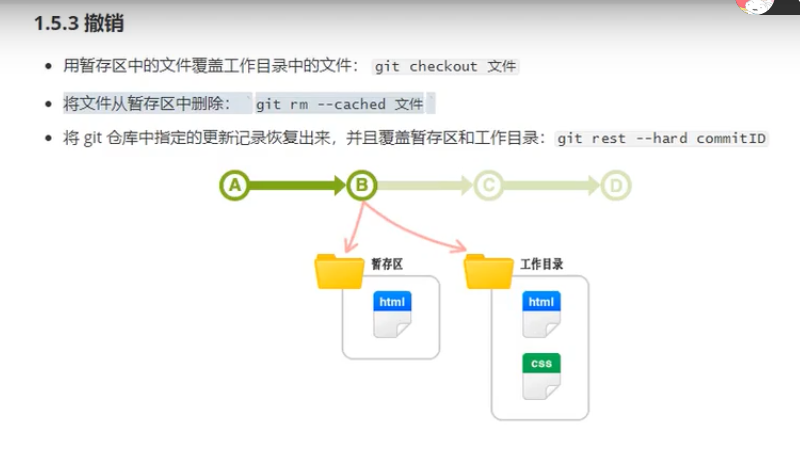 1.5.3 撤销
用暂存区中的文件覆盖工作目录中的文件： git checkout 文件
将文件从暂存区中删除： ` git rm --cached 文件 `
将 git 仓库中指定的更新记录恢复出来，并且覆盖暂存区和工作目录：git rest --hard commitID
A B C D
暂存区 工作目录
html html
css